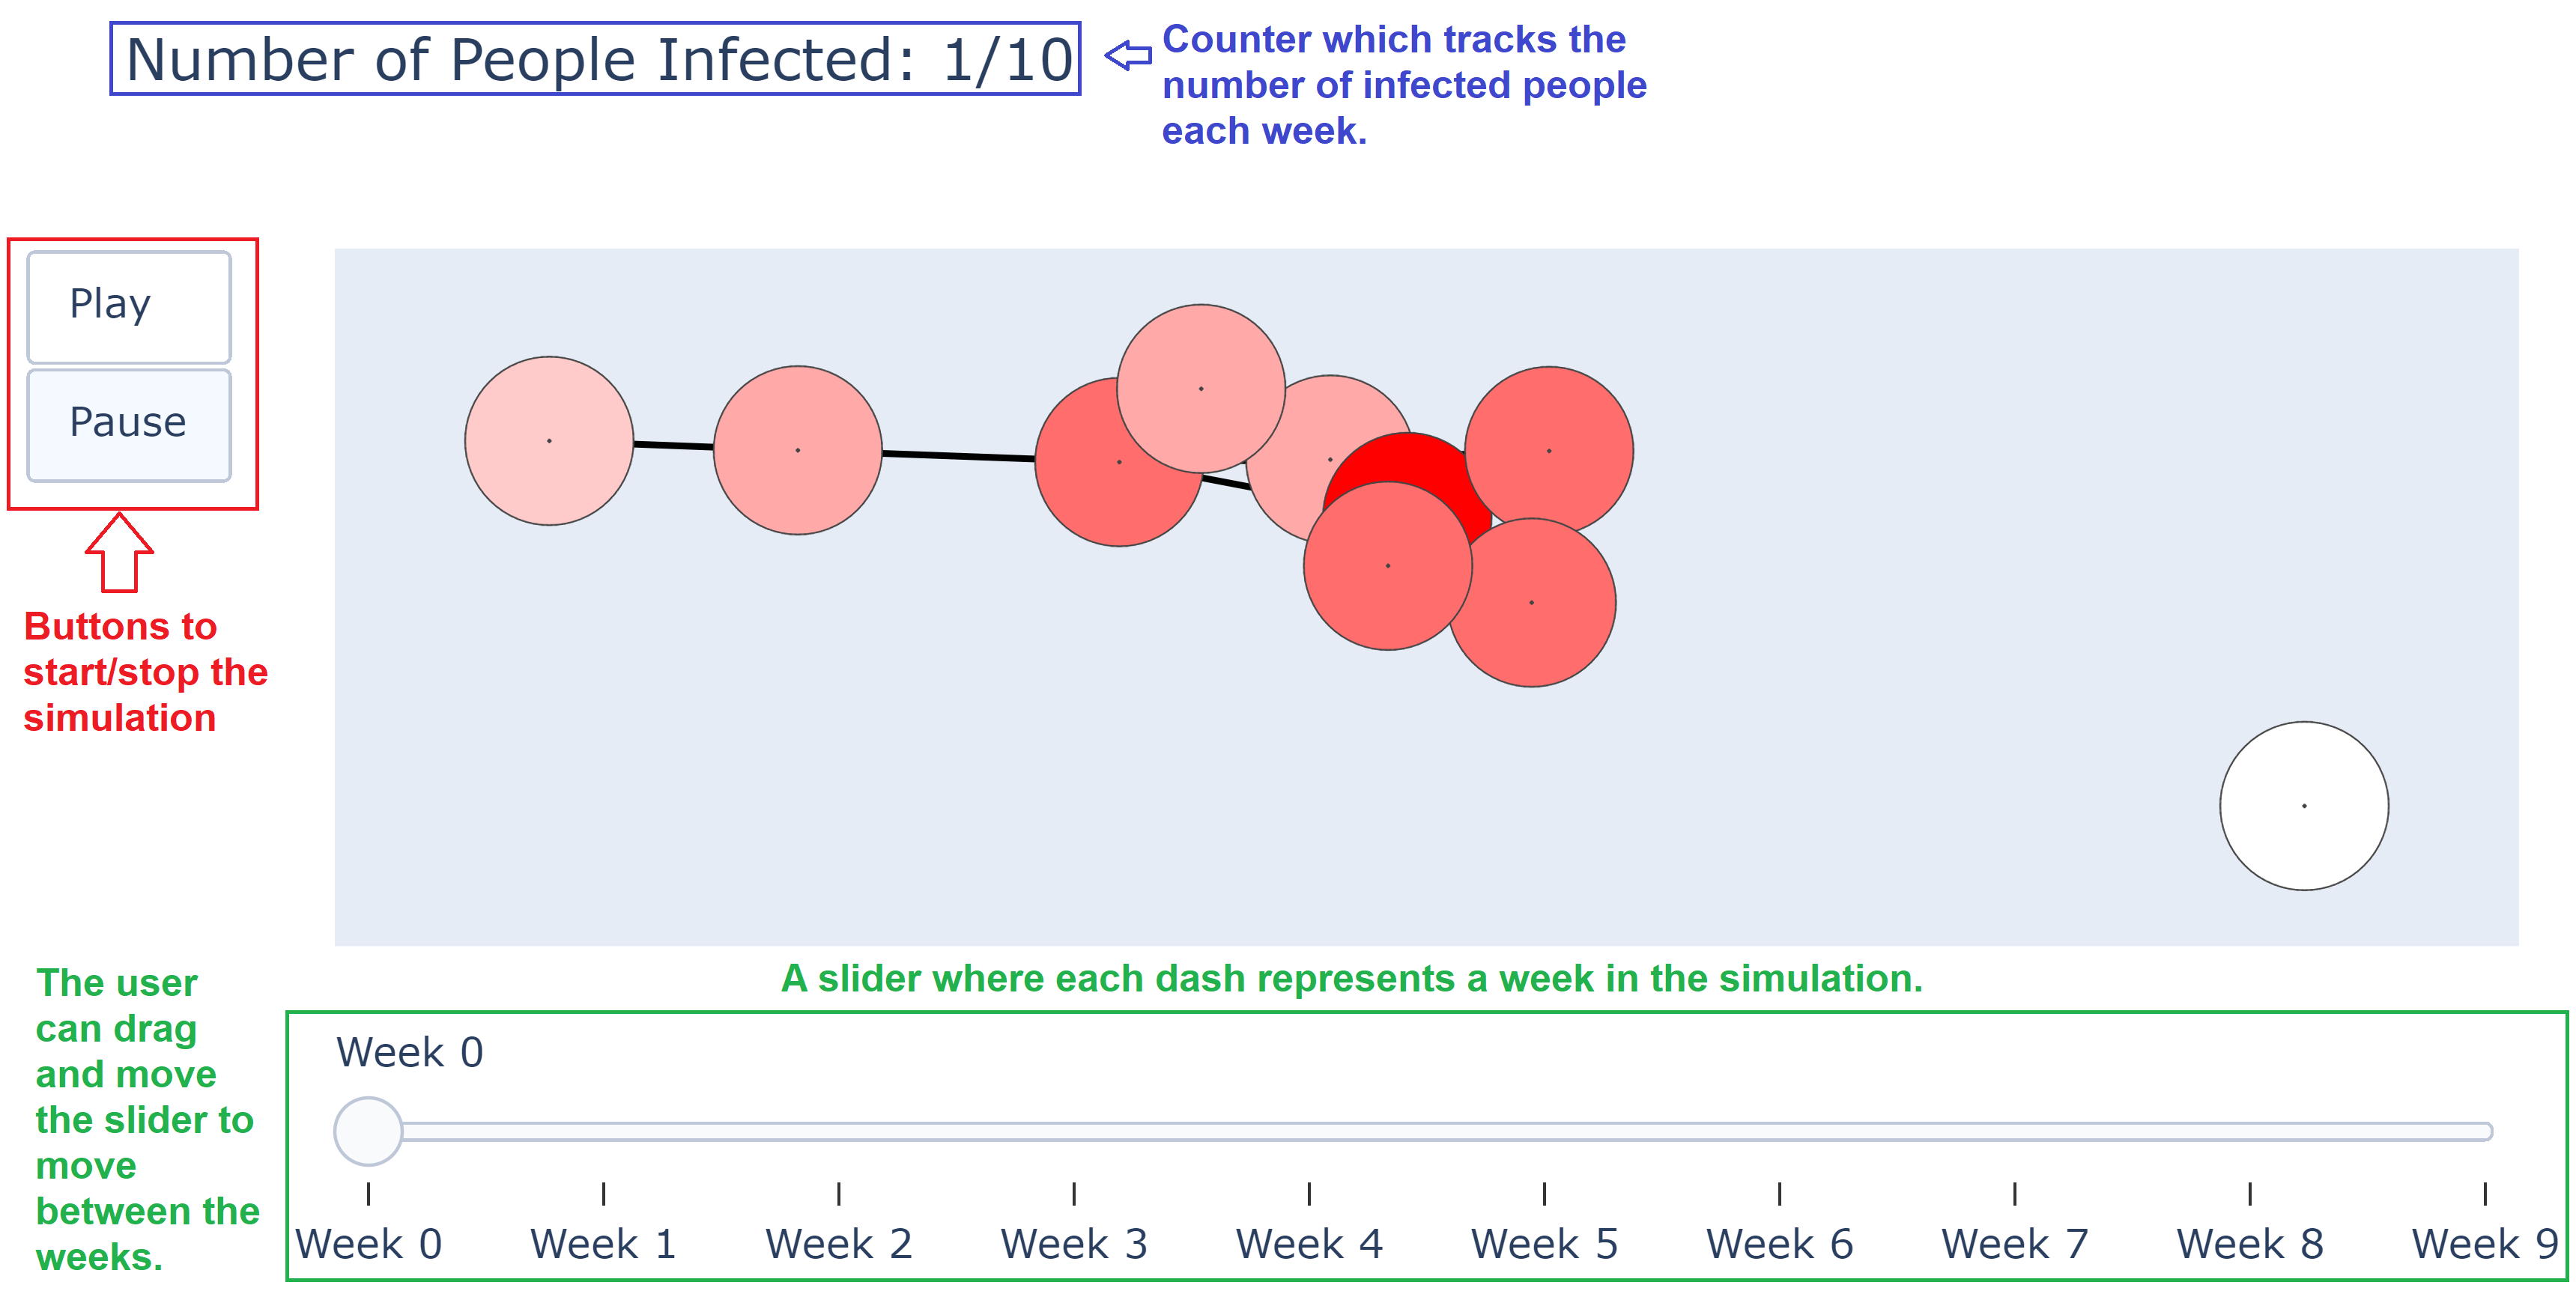 Number of People Infected: 1/10
Counter which tracks the
number of infected people
each week.
Play
Pause
Buttons to
start/stop the
simulation
A slider where each dash represents a week in the simulation.
The user
can drag
and move
the slider to
move
between the
weeks.
Week 0
Week 0 Week 1 Week 2 Week 3 Week 4 Week 5 Week 6 Week 7 Week 8 Week 9